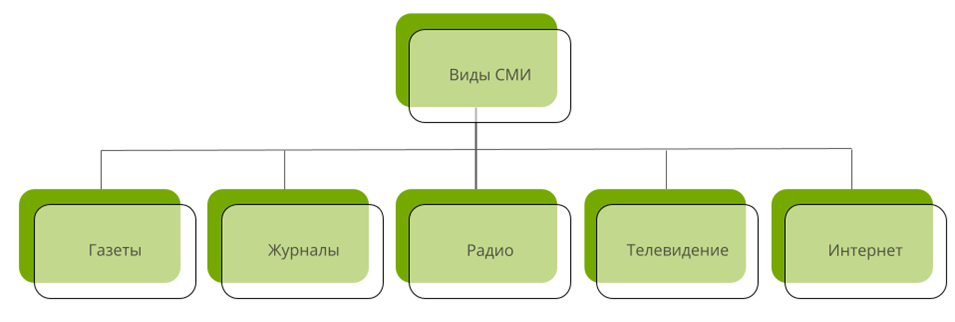 Виды СМИ
Газеты
Журналы
Радио
Телевидение
Интернет